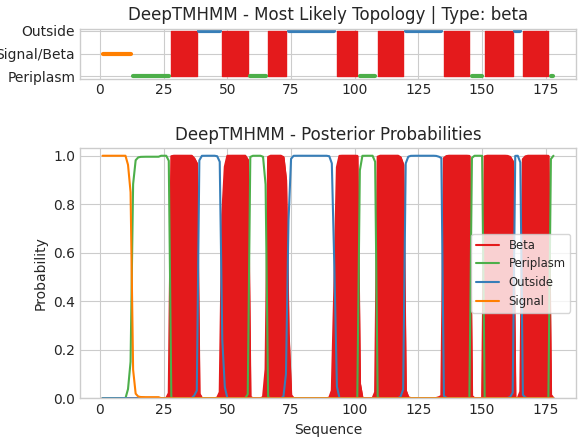 DeepTMHMM - Most Likely Topology | Type: beta
Outside
Signal/Beta
Periplasm
0 25 50 75 100 125 150 175
DeepTMHMM - Posterior Probabilities
1.0
0.8
0.6
0.4
0.2
0.0
Probability
Beta
Periplasm
Outside
Signal
0 25 50 75 100 125 150 175
Sequence